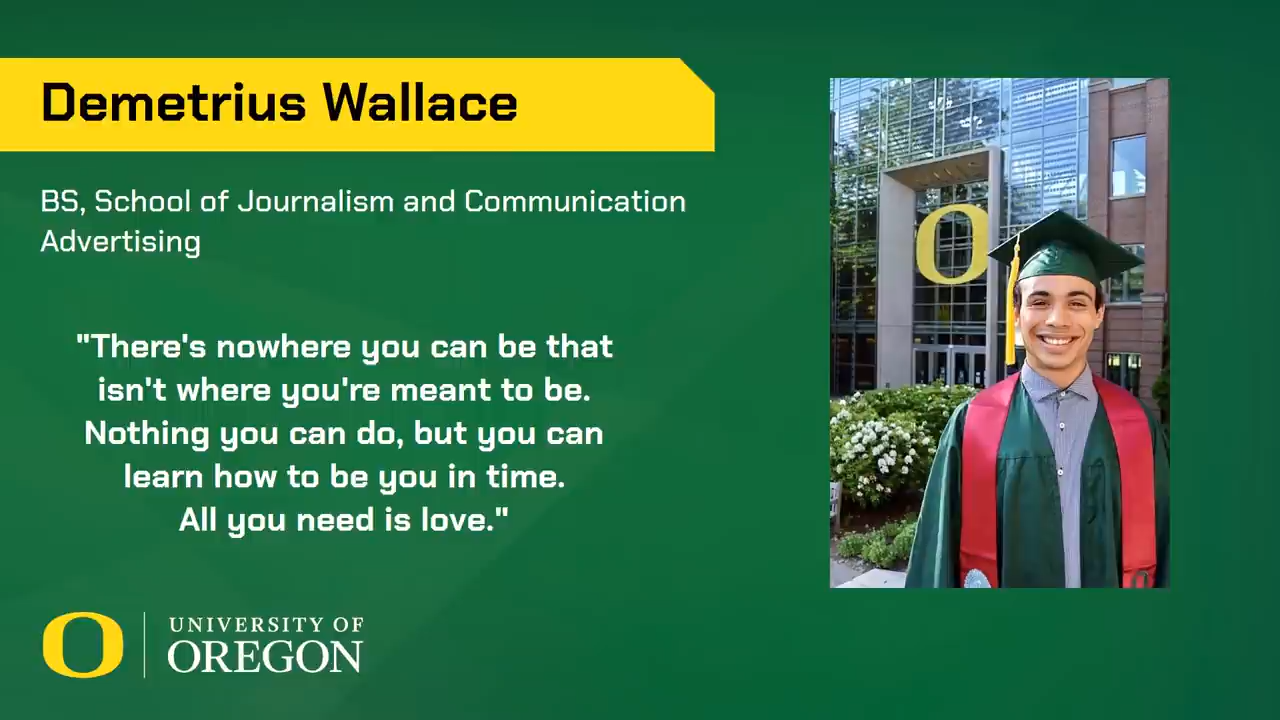 Demetrius Wallace
BS, School of Journalism and Communication
Advertising
"There's nowhere you can be that
isn't where you're meant to be.
Nothing you can do, but you can
learn how to be you in time.
All you need is love."
O
O
UNIVERSITY OF
OREGON